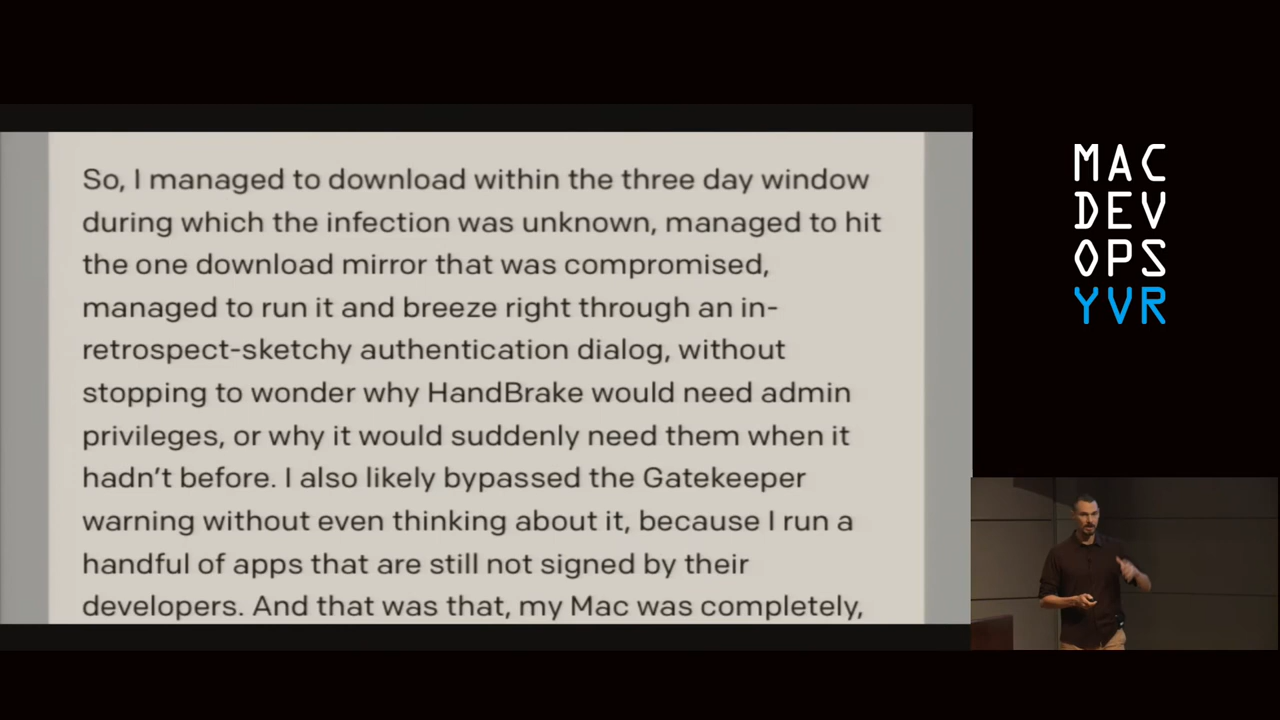 So, I managed to download within the three day window
during which the infection was unknown, managed to hit
the one download mirror that was compromised,
managed to run it and breeze right through an in-
retrospect-sketchy authentication dialog, without
stopping to wonder why HandBrake would need admin
privileges, or why it would suddenly need them when it
hadn't before. I also likely bypassed the Gatekeeper
warning without even thinking about it, because I run a
handful of apps that are still not signed by their
developers. And that was that, my Mac was completely,
MAC
DEV
OPS
YVR